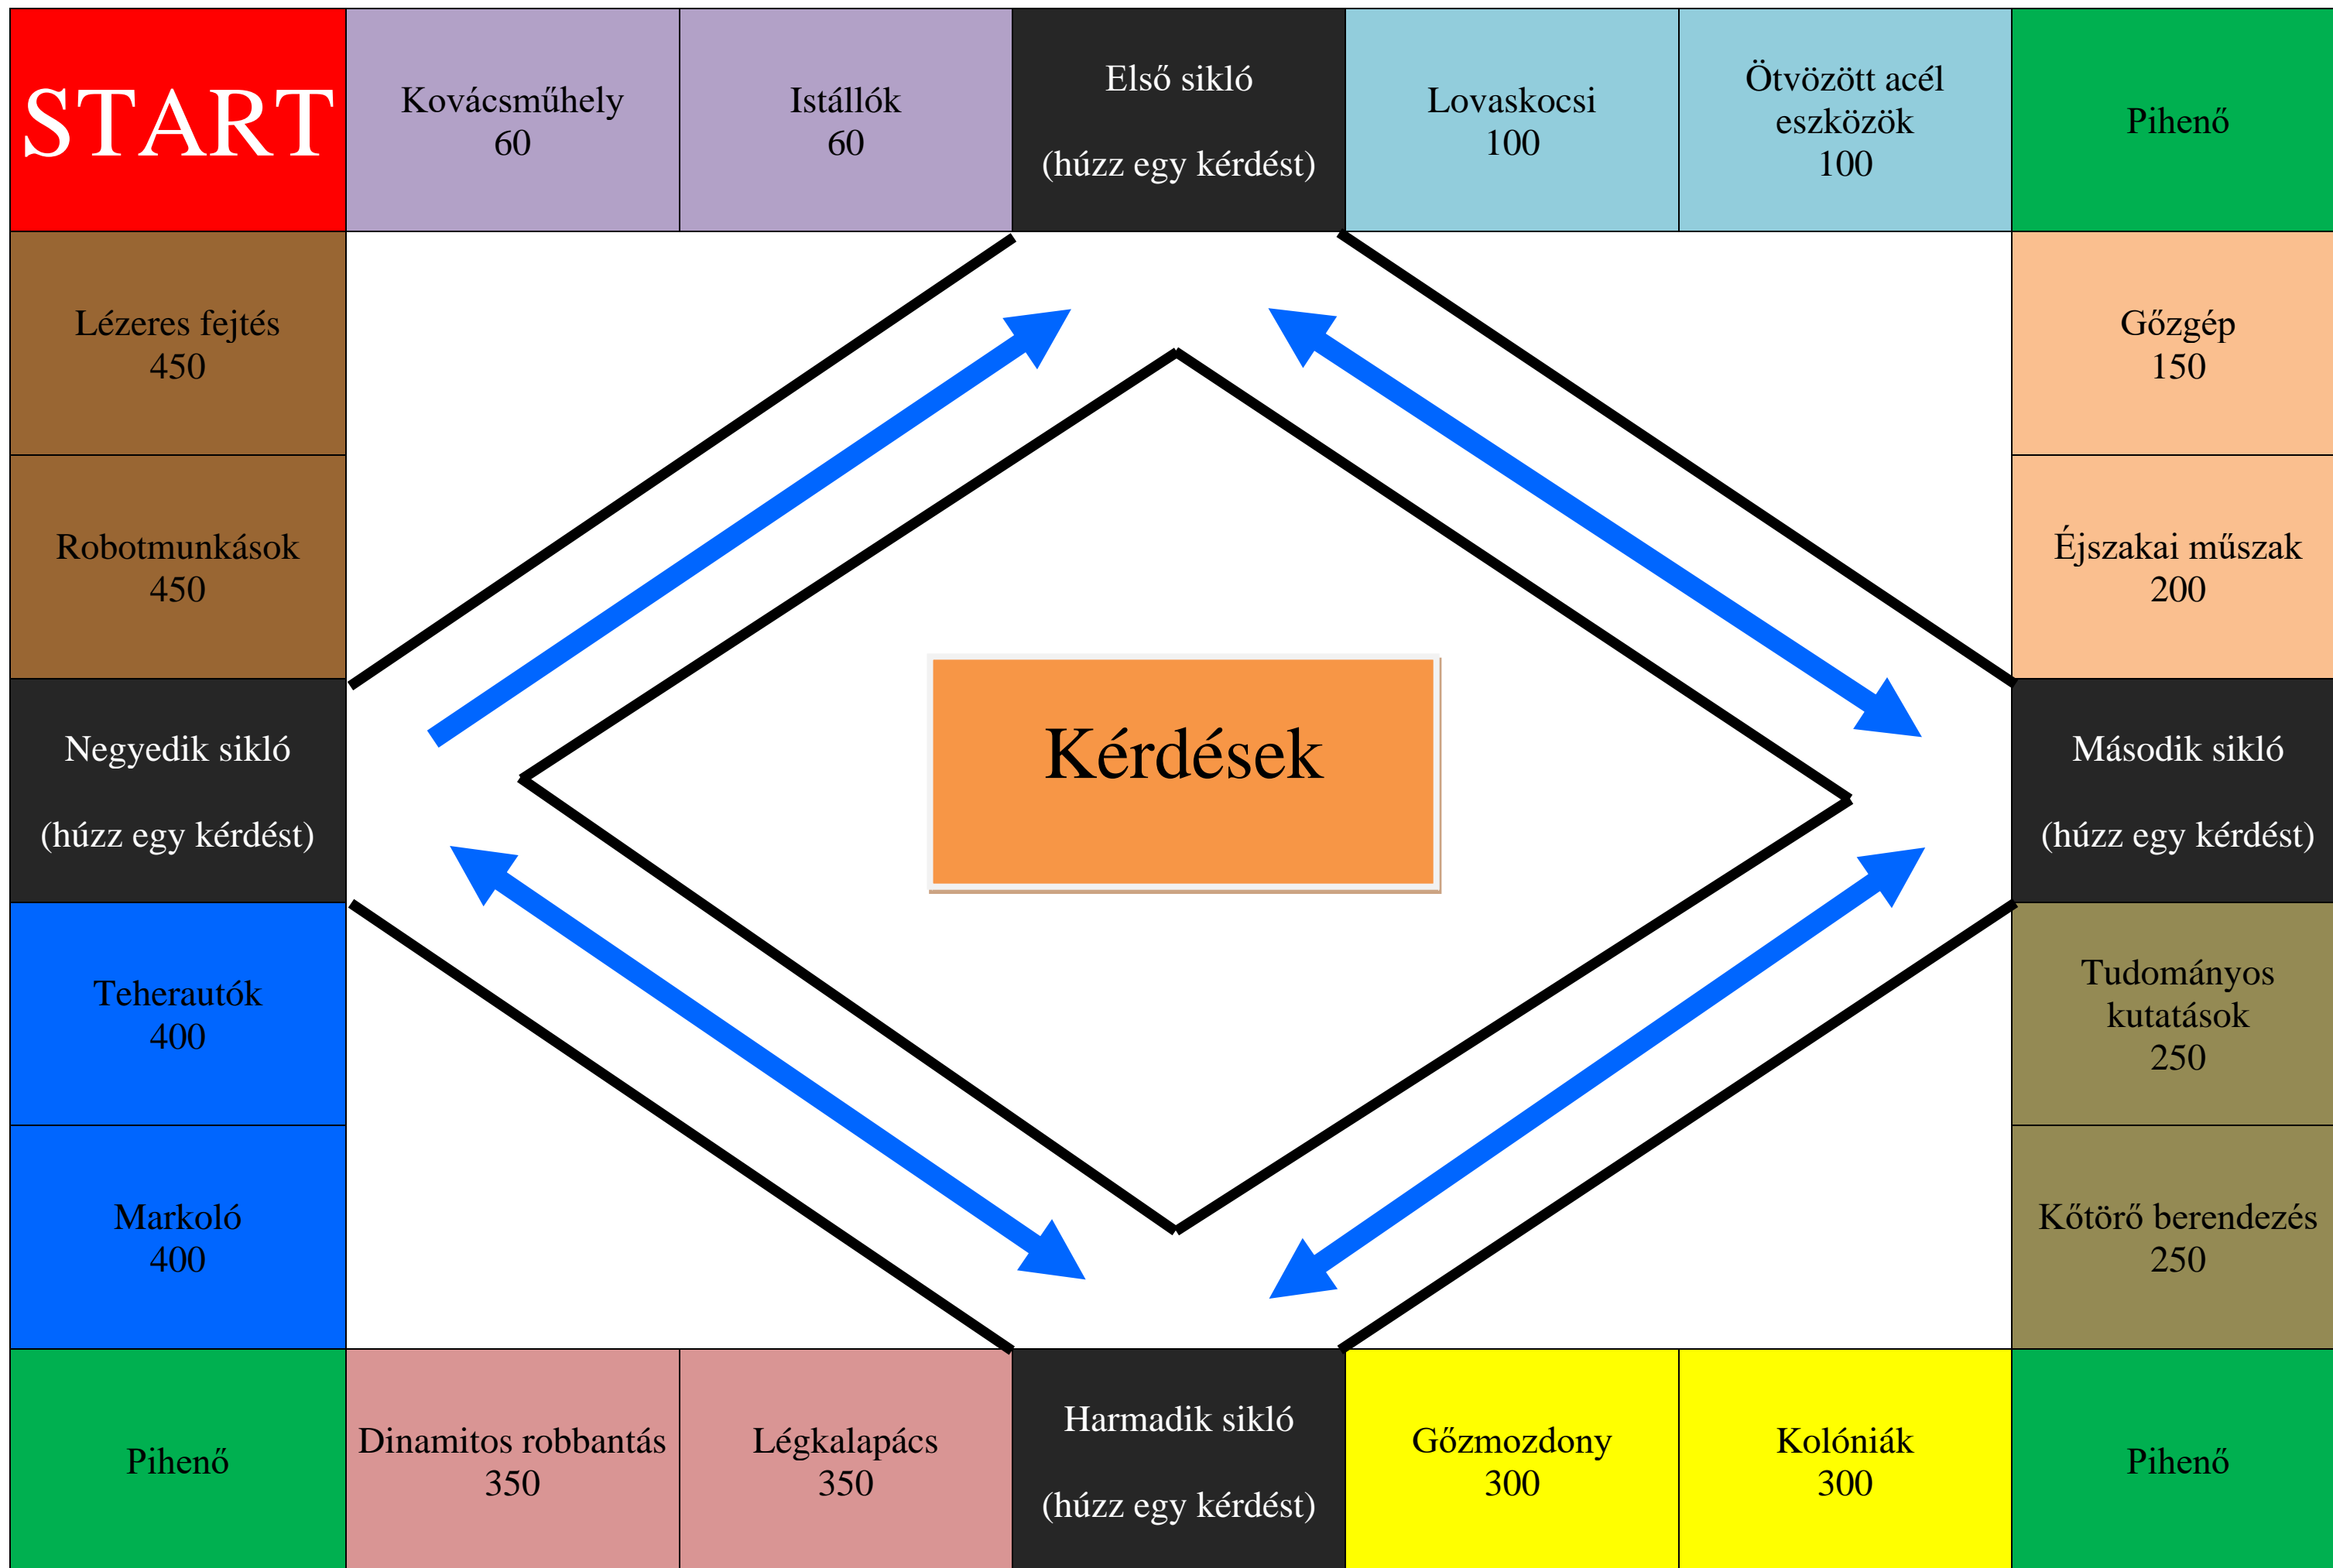 START
Kovácsműhely
60
Istállók
60
Első sikló
(húzz egy kérdést)
Lovaskocsi
100
Ötvözött acél
eszközök
100
Pihenő
Lézeres fejtés
450
Gőzgép
150
Robotmunkások
450
Éjszakai műszak
200
Kérdések
Negyedik sikló
(húzz egy kérdést)
Második sikló
(húzz egy kérdést)
Teherautók
400
Tudományos
kutatások
250
Markoló
400
Kőtörő berendezés
250
Pihenő
Dinamitos robbantás
350
Légkalapács
350
Harmadik sikló
(húzz egy kérdést)
Gőzmozdony
300
Kolóniák
300
Pihenő